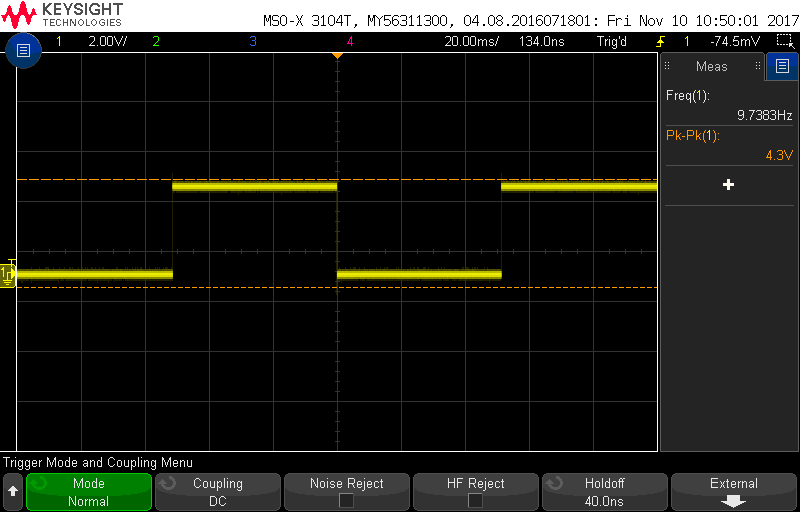 KEYSIGHT
TECHNOLOGIES
MSO-X 3104T, MY56311300, 04.08.2016071801: Fri Nov 10 10:50:01 2017
1 2.00V/ 2 3 4 20.00ms/ 134.0ns Trig'd 1 -74.5mV
Meas
Freq(1):
9.7383Hz
Pk-Pk(1):
4.3V
T
1
Trigger Mode and Coupling Menu
Mode
Normal
Coupling
DC
Noise Reject
HF Reject
Holdoff
40.0ns
External